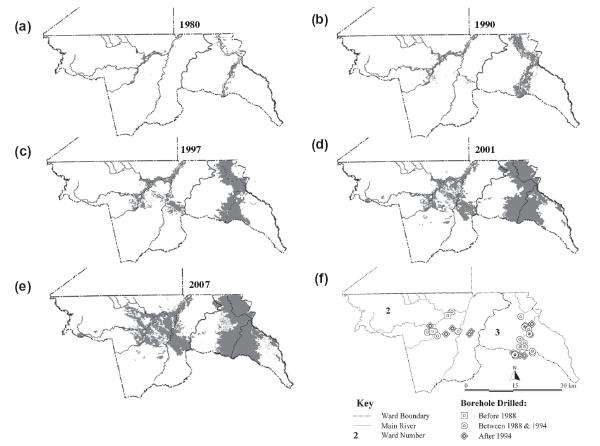 (a)
1980
(b)
1990
(c)
1997
(d)
2001
(e)
2007
(f)
2
3
N
0 15 30 km
Key
Ward Boundary
Main River
2 Ward Number
Borehole Drilled:
Before 1988
Between 1988 & 1994
After 1994